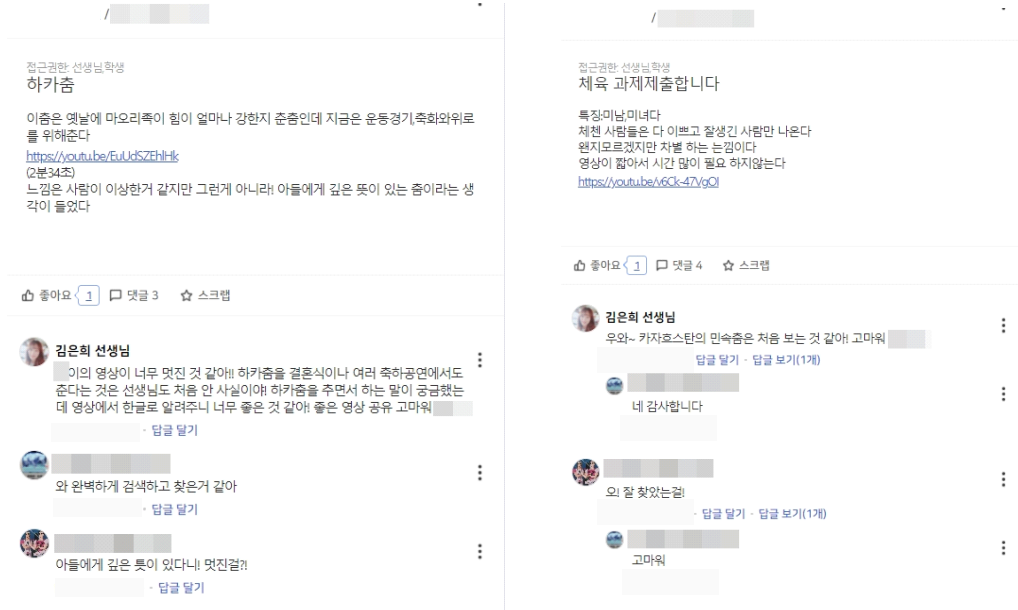 /
접근권한: 선생님,학생
하카춤
이춤은 옛날에 마오리족이 힘이 얼마나 강한지 준춤인데 지금은 운동경기,축화와위로
를 위해준다
https://youtu.be/EuUdSZEhlHk
(2분34초)
느낌은 사람이 이상한거 같지만 그런게 아니라! 아들에게 깊은 뜻이 있는 춤이라는 생
각이 들었다
좋아요 1 댓글 3 스크랩
김은희 선생님
이의 영상이 너무 멋진 것 같아!! 하카춤을 결혼식이나 여러 축하공연에서도
준다는 것은 선생님도 처음 안 사실이야! 하카춤을 추면서 하는 말이 궁금했는
데 영상에서 한글로 알려주니 너무 좋은 것 같아! 좋은 영상 공유 고마워
· 답글 달기
와 완벽하게 검색하고 찾은거 같아
· 답글 달기
아들에게 깊은 틋이 있다니! 멋진걸?!
· 답글 달기
/
접근권한: 선생님,학생
체육 과제제출합니다
특징:미남,미녀다
체첸 사람들은 다 이쁘고 잘생긴 사람만 나온다
왠지모르겠지만 차별 하는 는낌이다
영상이 짧아서 시간 많이 필요 하지않는다
https://youtu.be/v6Ck-47VgOI
좋아요 1 댓글 4 스크랩
김은희 선생님
우와~ 카자흐스탄의 민속춤은 처음 보는 것 같아! 고마워
답글 달기 · 답글 보기(1개)
네 감사합니다
오! 잘 찾았는걸!
· 답글 달기 · 답글 보기(1개)
고마워